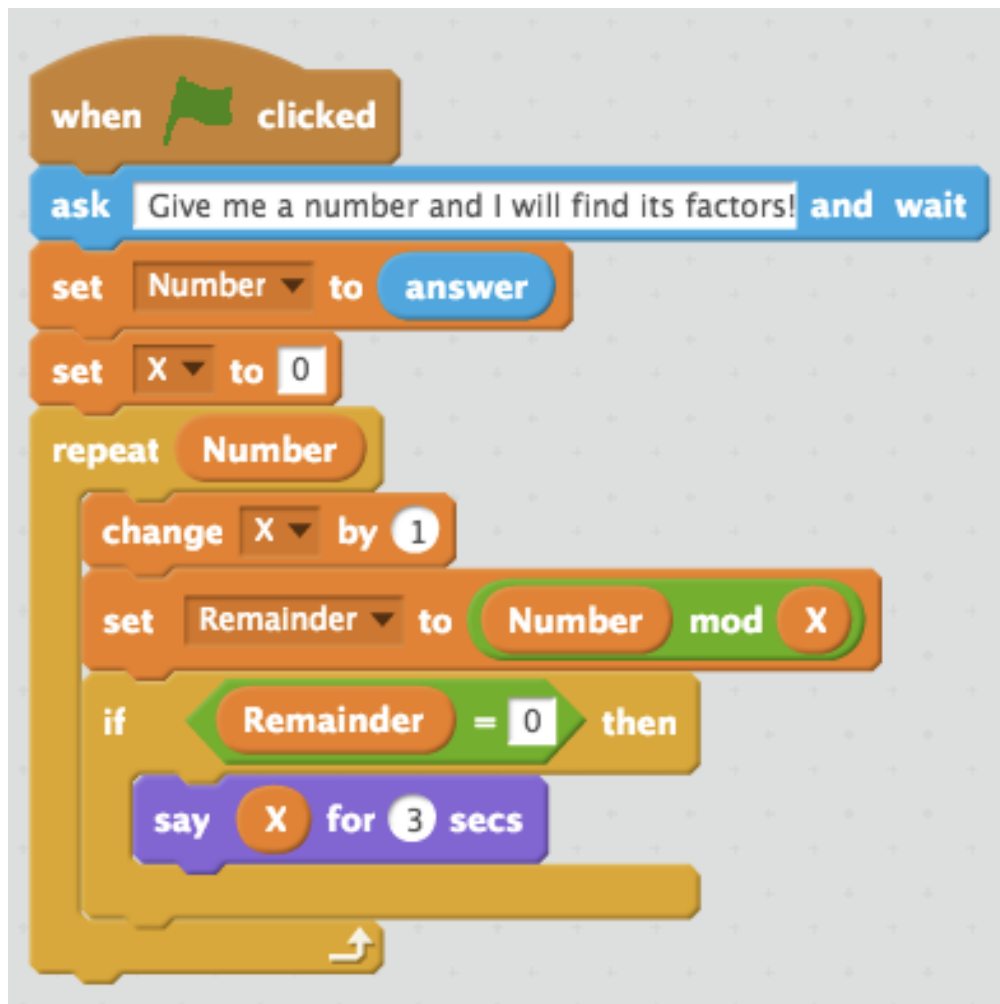 when clicked
ask Give me a number and I will find its factors! and wait
set Number to answer
set X to 0
repeat Number
change X by 1
set Remainder to Number mod X
if Remainder = 0 then
say X for 3 secs